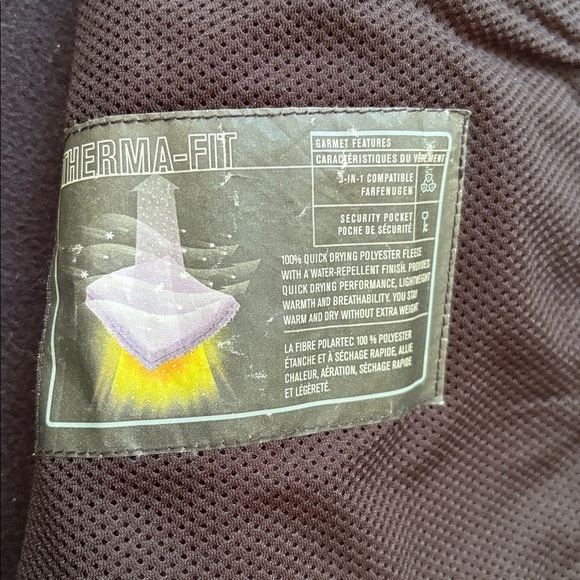 THERMA-FIT
GARMET FEATURES
CARACTÉRISTIQUES DU VÊTEMENT
3-IN-1 COMPATIBLE
FARFENUGEN
SECURITY POCKET
POCHE DE SÉCURITÉ
100% QUICK DRYING POLYESTER FLEECE
WITH A WATER-REPELLENT FINISH. PROVIDES
QUICK DRYING PERFORMANCE, LIGHTWEIGHT
WARMTH AND BREATHABILITY. YOU STAY
WARM AND DRY WITHOUT EXTRA WEIGHT
LA FIBRE POLARTEC 100 % POLYESTER
ÉTANCHE ET À SÉCHAGE RAPIDE, ALLIE
CHALEUR, AÉRATION, SÉCHAGE RAPIDE
ET LÉGÈRETÉ.